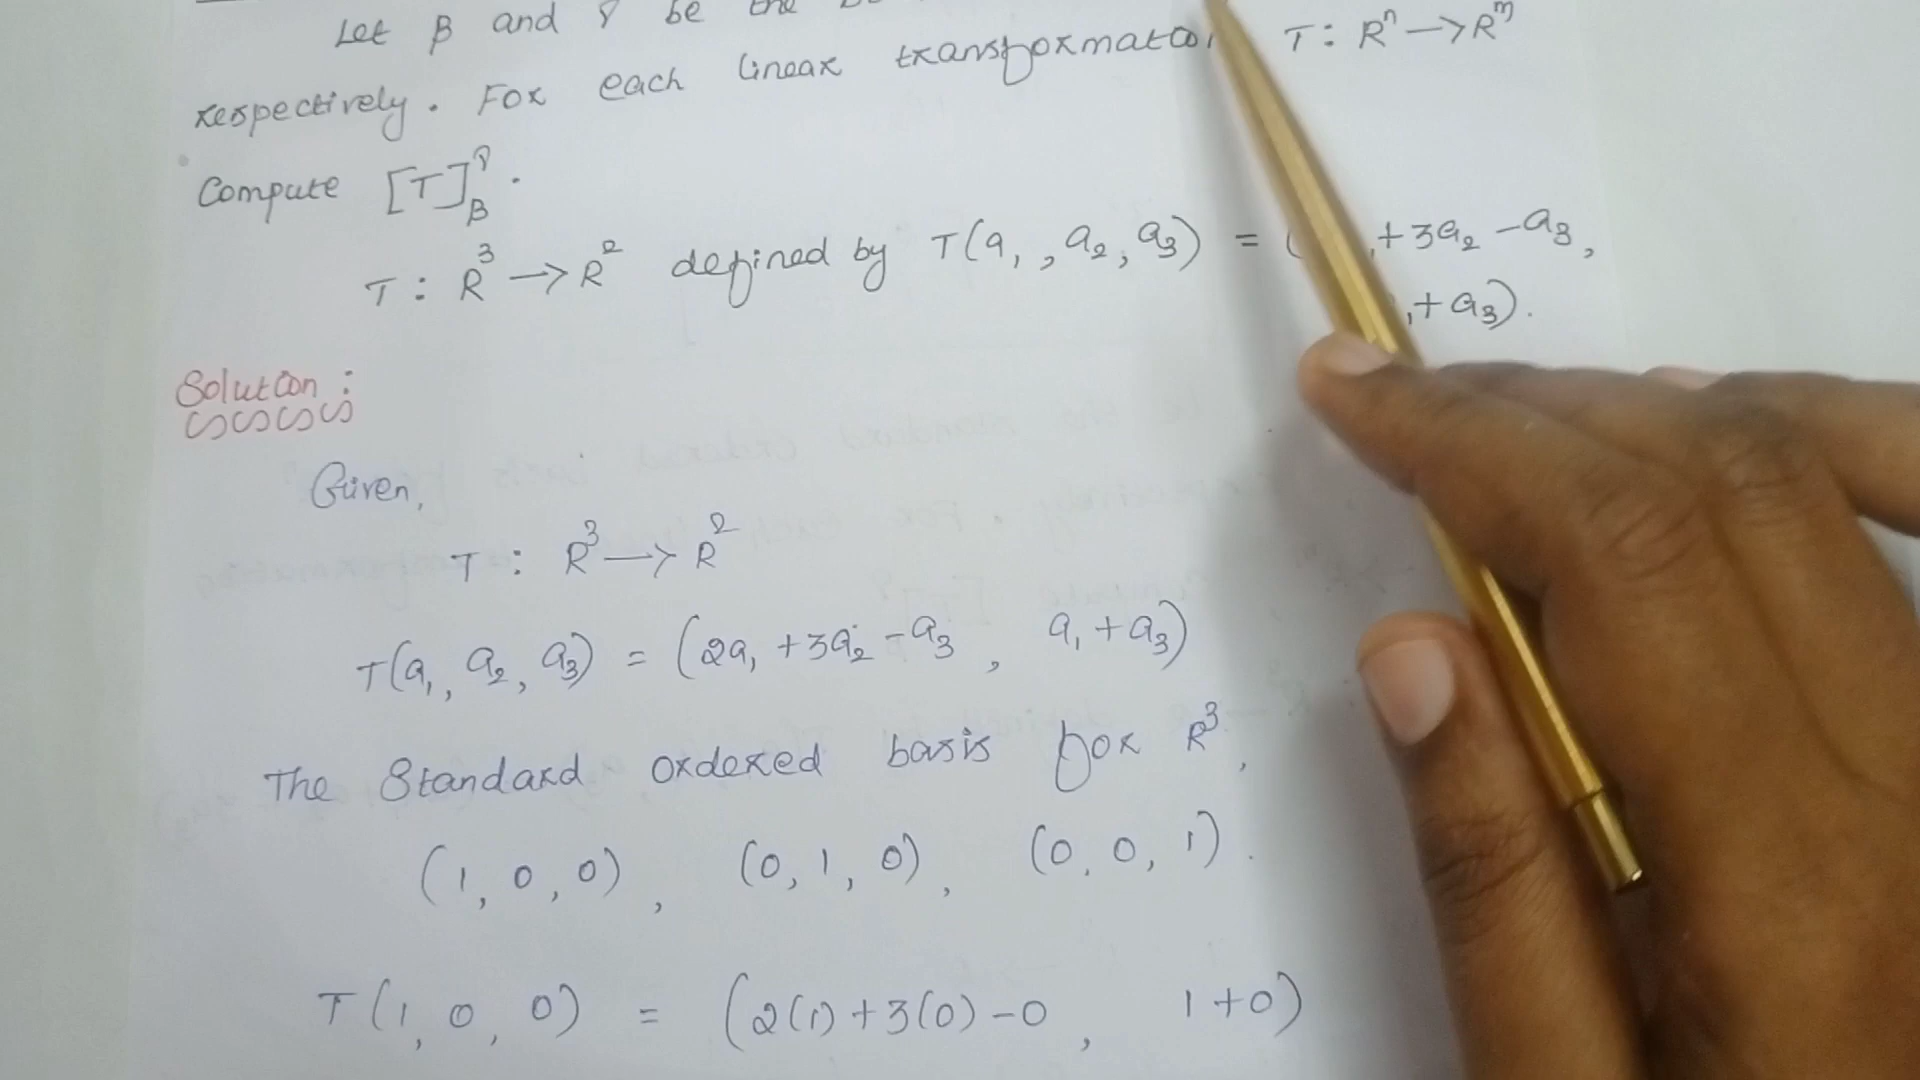 Let β and γ be the
respectively. For each linear transformation T: Rⁿ → Rᵐ
Compute [T]ᵞᵦ.
T : R³ → R² defined by T(a₁, a₂, a₃) = ( ₁+3a₂ -a₃,
₁+a₃).
Solution :
Given,
T : R³ → R²
T(a₁, a₂, a₃) = (2a₁ +3a₂ -a₃, a₁+a₃)
The Standard ordered basis for R³,
(1, 0, 0), (0, 1, 0), (0, 0, 1).
T(1, 0, 0) = (2(1)+3(0)-0, 1+0)